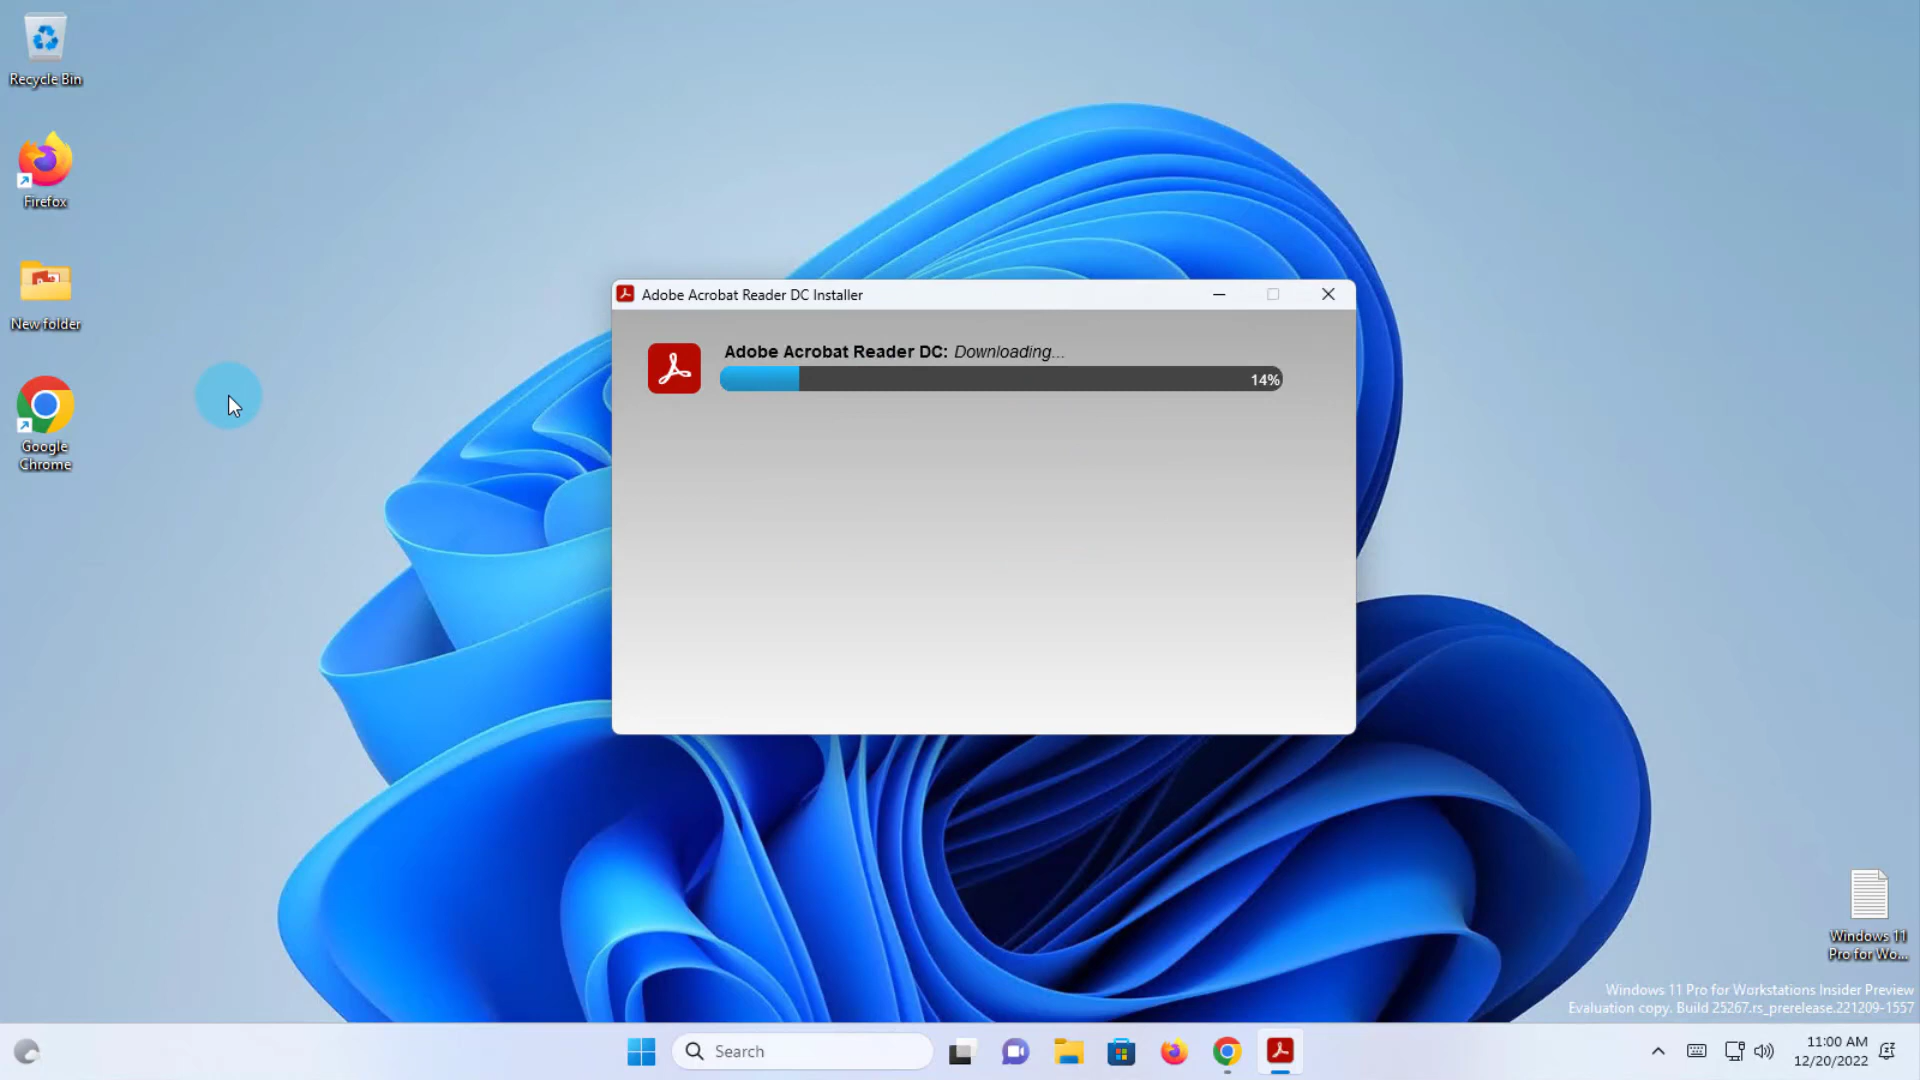 Recycle Bin
Firefox
New folder
Google
Chrome
Adobe Acrobat Reader DC Installer
Adobe Acrobat Reader DC: Downloading...
14%
Windows 11
Pro for Wo...
Windows 11 Pro for Workstations Insider Preview
Evaluation copy. Build 25267.rs_prerelease.221209-1557
Search
11:00 AM
12/20/2022